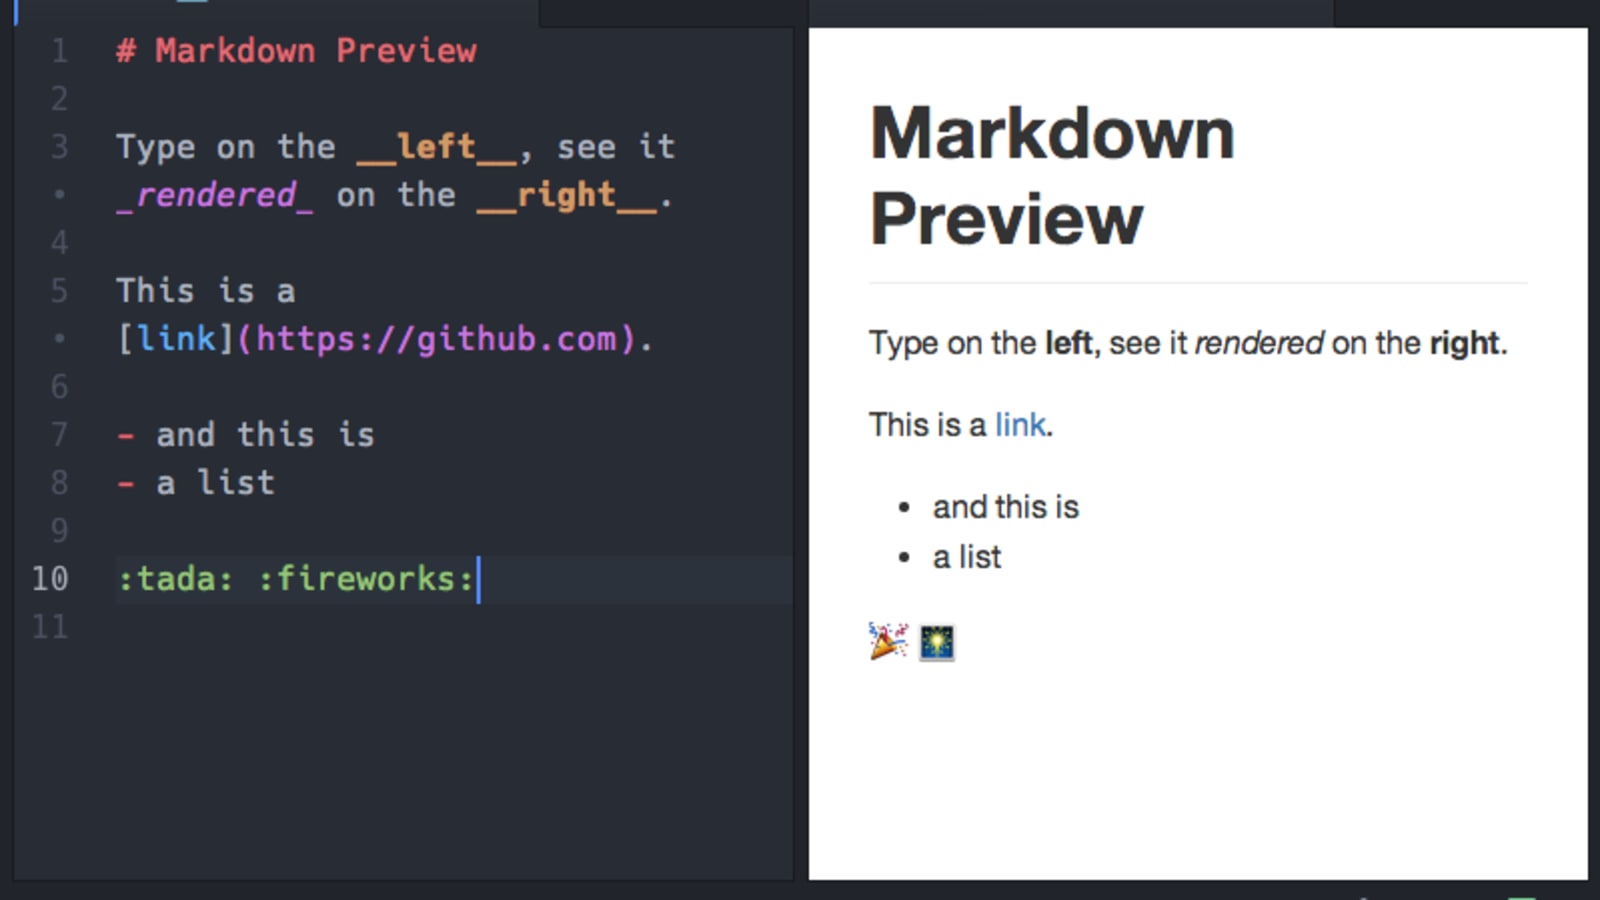 1 # Markdown Preview
2
3 Type on the __left__, see it
• _rendered_ on the __right__.
4
5 This is a
• [link](https://github.com).
6
7 - and this is
8 - a list
9
10 :tada: :fireworks:
11
Markdown
Preview
Type on the left, see it rendered on the right.
This is a link.
• and this is
• a list